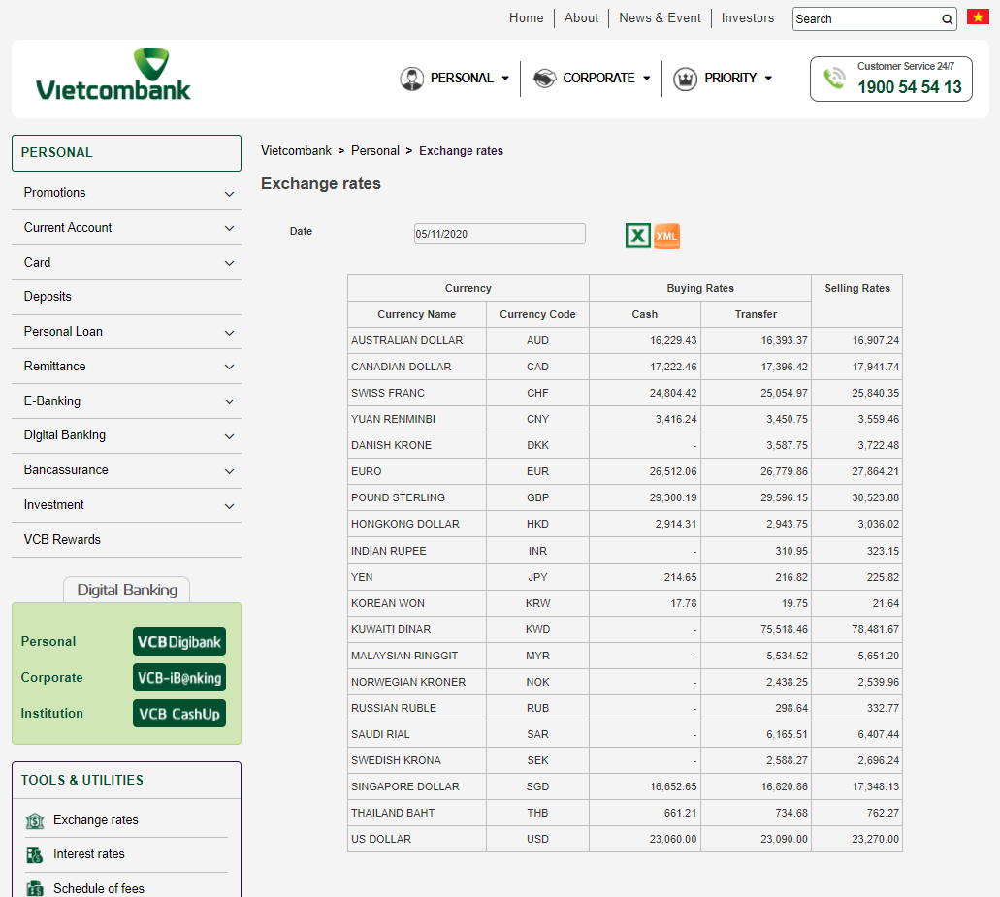 Home About News & Event Investors Search
Vietcombank
PERSONAL CORPORATE PRIORITY
Customer Service 24/7
1900 54 54 13
PERSONAL
Promotions
Current Account
Card
Deposits
Personal Loan
Remittance
E-Banking
Digital Banking
Bancassurance
Investment
VCB Rewards
Digital Banking
Personal VCBDigibank
Corporate VCB-iB@nking
Institution VCB CashUp
TOOLS & UTILITIES
Exchange rates
Interest rates
Schedule of fees
Vietcombank > Personal > Exchange rates
Exchange rates
Date 05/11/2020 X XML
Currency Buying Rates Selling Rates
Currency Name Currency Code Cash Transfer
AUSTRALIAN DOLLAR AUD 16,229.43 16,393.37 16,907.24
CANADIAN DOLLAR CAD 17,222.46 17,396.42 17,941.74
SWISS FRANC CHF 24,804.42 25,054.97 25,840.35
YUAN RENMINBI CNY 3,416.24 3,450.75 3,559.46
DANISH KRONE DKK - 3,587.75 3,722.48
EURO EUR 26,512.06 26,779.86 27,864.21
POUND STERLING GBP 29,300.19 29,596.15 30,523.88
HONGKONG DOLLAR HKD 2,914.31 2,943.75 3,036.02
INDIAN RUPEE INR - 310.95 323.15
YEN JPY 214.65 216.82 225.82
KOREAN WON KRW 17.78 19.75 21.64
KUWAITI DINAR KWD - 75,518.46 78,481.67
MALAYSIAN RINGGIT MYR - 5,534.52 5,651.20
NORWEGIAN KRONER NOK - 2,438.25 2,539.96
RUSSIAN RUBLE RUB - 298.64 332.77
SAUDI RIAL SAR - 6,165.51 6,407.44
SWEDISH KRONA SEK - 2,588.27 2,696.24
SINGAPORE DOLLAR SGD 16,652.65 16,820.86 17,348.13
THAILAND BAHT THB 661.21 734.68 762.27
US DOLLAR USD 23,060.00 23,090.00 23,270.00